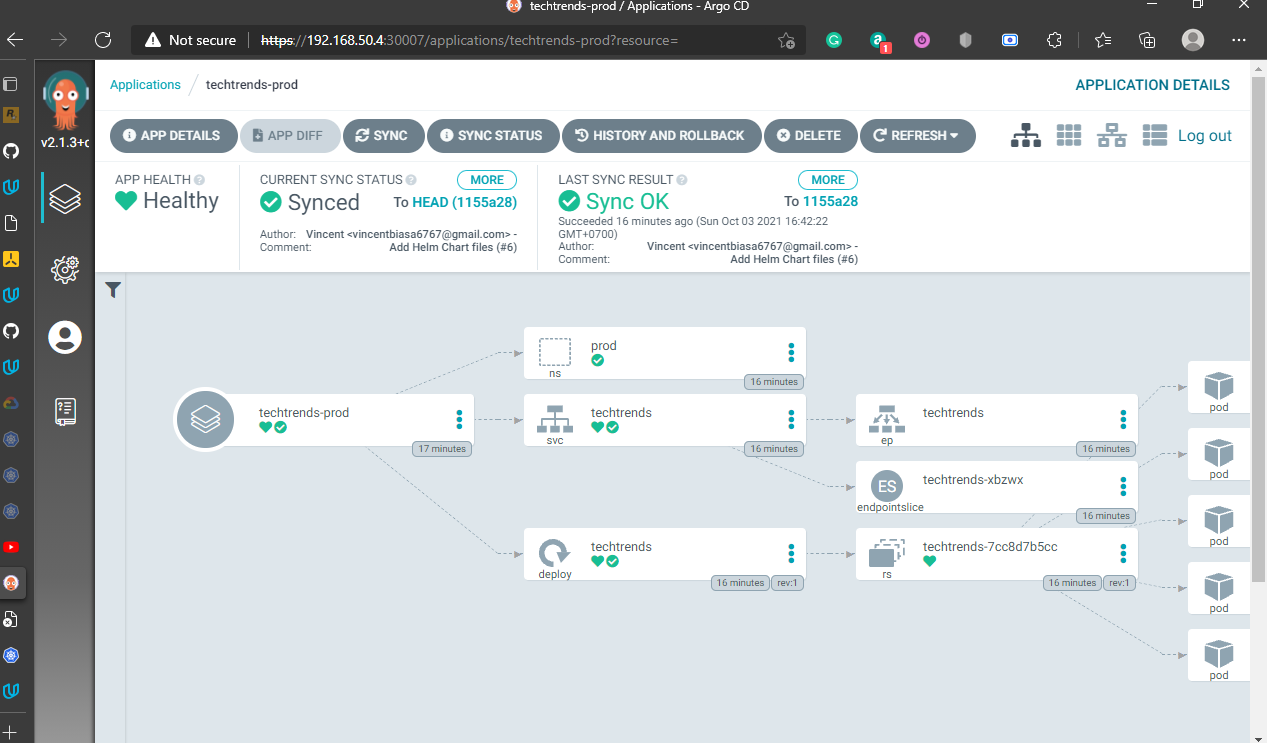 techtrends-prod / Applications - Argo CD
Not secure
https://192.168.50.4:30007/applications/techtrends-prod?resource=
1
R.
v2.1.3+c
Applications / techtrends-prod
APPLICATION DETAILS
APP DETAILS
APP DIFF
SYNC
SYNC STATUS
HISTORY AND ROLLBACK
DELETE
REFRESH
Log out
APP HEALTH
Healthy
CURRENT SYNC STATUS
MORE
Synced
To HEAD (1155a28)
Author: Vincent <vincentbiasa6767@gmail.com> -
Comment: Add Helm Chart files (#6)
LAST SYNC RESULT
MORE
Sync OK
To 1155a28
Succeeded 16 minutes ago (Sun Oct 03 2021 16:42:22
GMT+0700)
Author: Vincent <vincentbiasa6767@gmail.com> -
Comment: Add Helm Chart files (#6)
techtrends-prod
17 minutes
prod
ns
16 minutes
techtrends
svc
16 minutes
techtrends
deploy
16 minutes
rev:1
techtrends
ep
16 minutes
ES
techtrends-xbzwx
endpointslice
16 minutes
techtrends-7cc8d7b5cc
rs
16 minutes
rev:1
pod
pod
pod
pod
pod